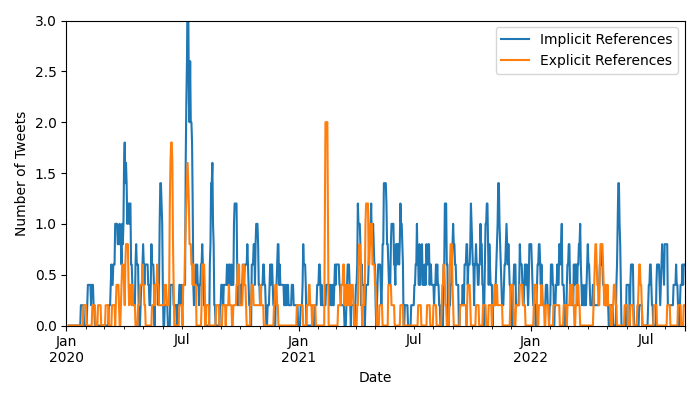 3.0
2.5
2.0
1.5
1.0
0.5
0.0
Number of Tweets
Implicit References
Explicit References
Jan Jul Jan Jul Jan Jul
2020 2021 2022
Date